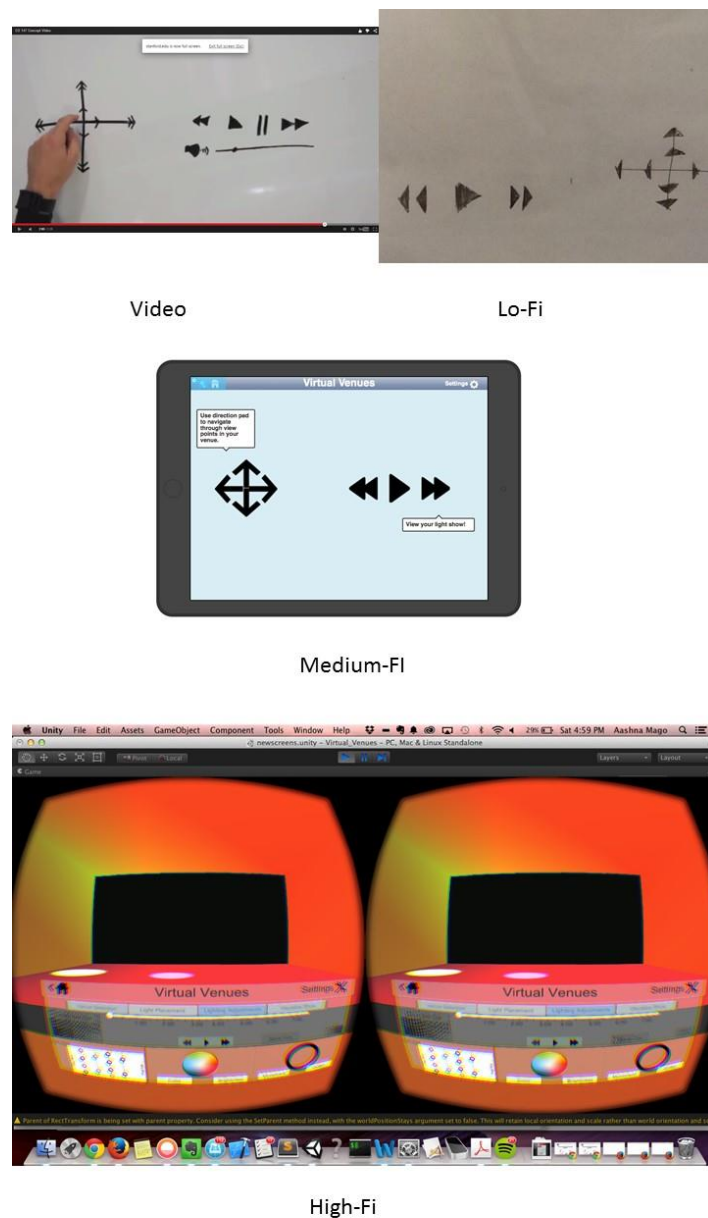 stanford.edu is now full screen. Exit full screen (Esc)
Video
Lo-Fi
Virtual Venues
Settings
Use direction pad
to navigate
through view
points in your
venue.
View your light show!
Medium-FI
Unity File Edit Assets GameObject Component Tools Window Help 29% Sat 4:59 PM Aashna Mago
newscreens.unity - Virtual_Venues - PC, Mac & Linux Standalone
Pivot Local Layers Layout
Game
Virtual Venues Settings
Light Placement Lighting Adjustments
Virtual Venues Settings
Light Placement Lighting Adjustments
Parent of RectTransform is being set with parent property. Consider using the SetParent method instead, with the worldPositionStays argument set to false. This will retain local orientation and scale rather than world orientation and
High-Fi